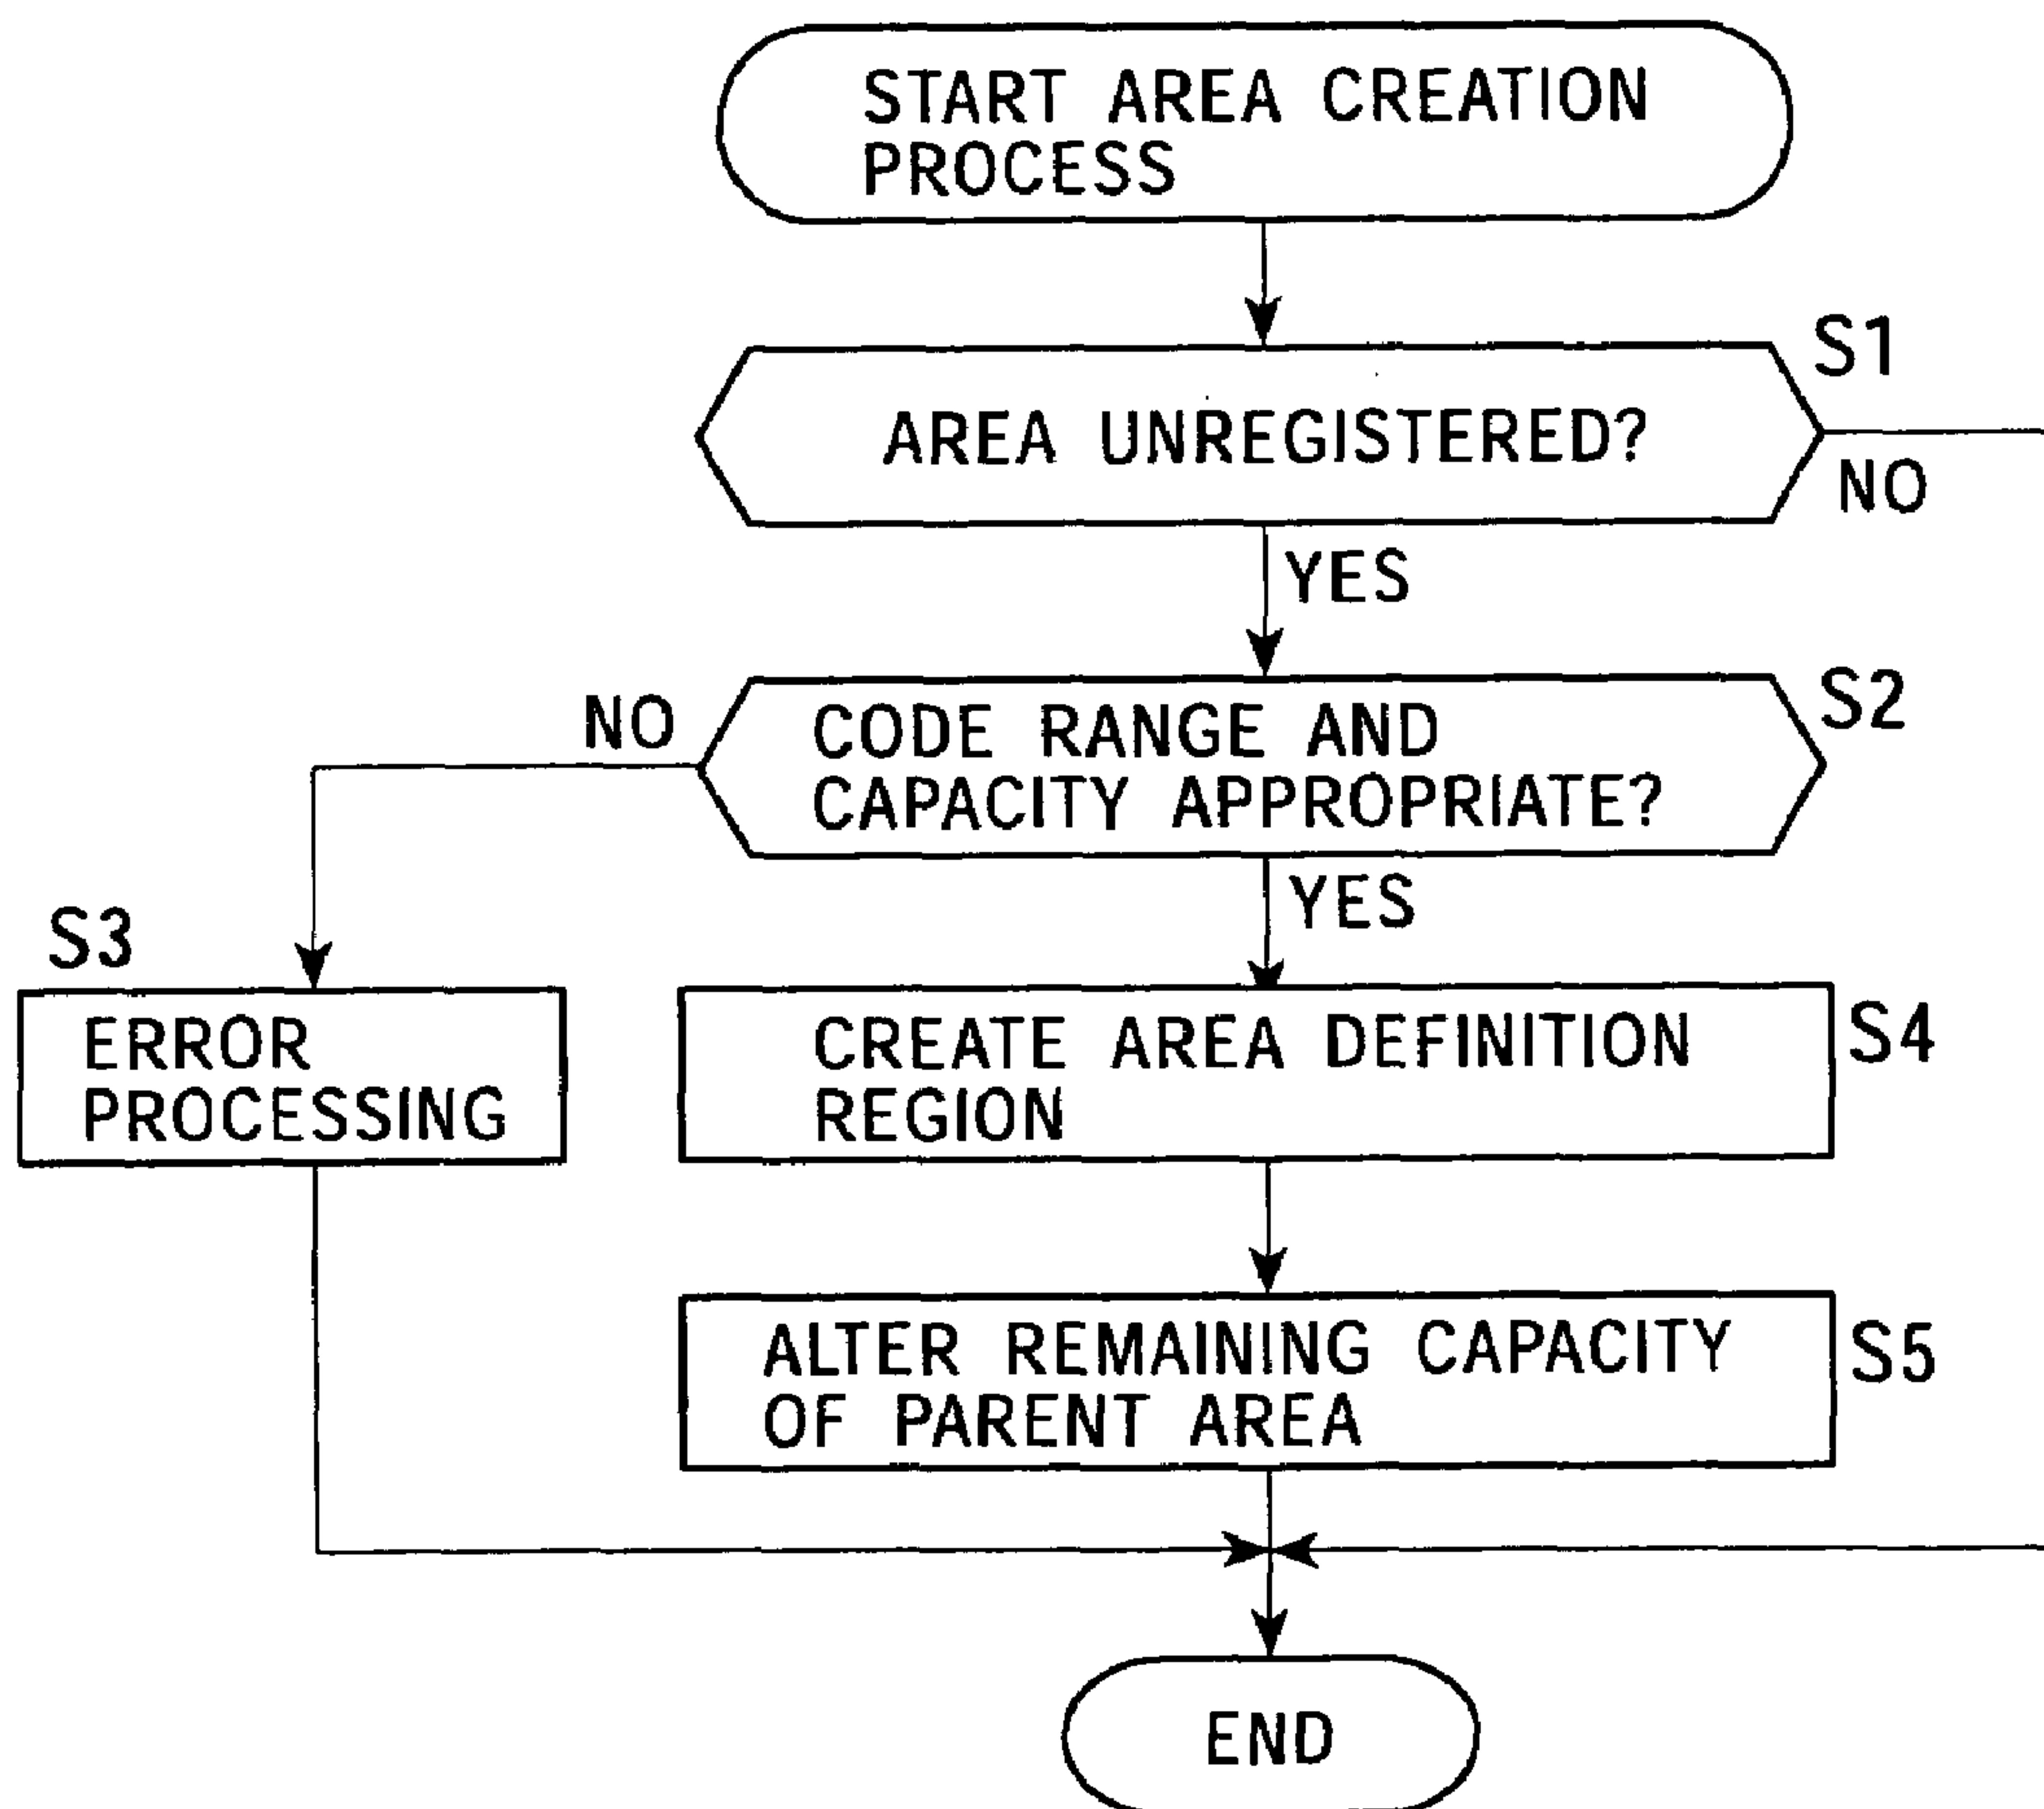 START AREA CREATION
PROCESS
S1
AREA UNREGISTERED?
NO
YES
S2
NO
CODE RANGE AND
CAPACITY APPROPRIATE?
YES
S3
ERROR
PROCESSING
CREATE AREA DEFINITION
REGION
S4
ALTER REMAINING CAPACITY
OF PARENT AREA
S5
END